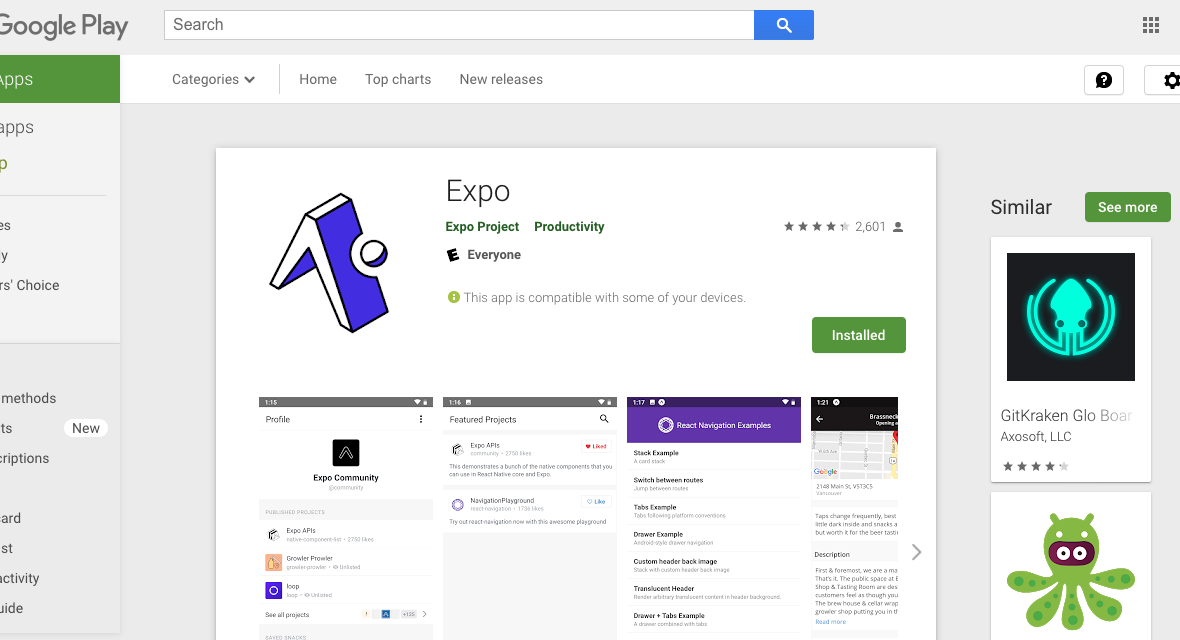 Google Play
Search
Apps
Categories
Home
Top charts
New releases
apps
p
es
y
rs' Choice
methods
ts
New
criptions
card
st
activity
uide
Expo
Expo Project
Productivity
2,601
E
Everyone
This app is compatible with some of your devices.
Installed
1:15
Profile
Expo Community
@community
PUBLISHED PROJECTS
Expo APIs
native-component-list • 2750 likes
Growler Prowler
growler-prowler • Unlisted
loop
loop • Unlisted
See all projects
+125
SAVED SNACKS
1:16
Featured Projects
Expo APIs
community • 2750 likes
Liked
This demonstrates a bunch of the native components that you
can use in React Native core and Expo.
NavigationPlayground
react-navigation • 1736 likes
Like
Try out react-navigation now with this awesome playground
1:17
React Navigation Examples
Stack Example
A card stack
Switch between routes
Jump between routes
Tabs Example
Tabs following platform conventions
Drawer Example
Android-style drawer navigation
Custom header back image
Stack with custom header back image
Translucent Header
Render arbitrary translucent content in header background.
Drawer + Tabs Example
A drawer combined with tabs
1:21
Brassnec
Opening a
Google
2148 Main St, V5T3C5
Vancouver
Taps change frequently, best
little dark inside and snacks a
but worth it for the beer tasti
Description
First & foremost, we are a ma
That's it. The public space at B
Shop & Tasting Room are des
customers feel as though you
The brew house & cellar wrap
growler shop putting you in th
Read more
Similar
See more
GitKraken Glo Boar
Axosoft, LLC